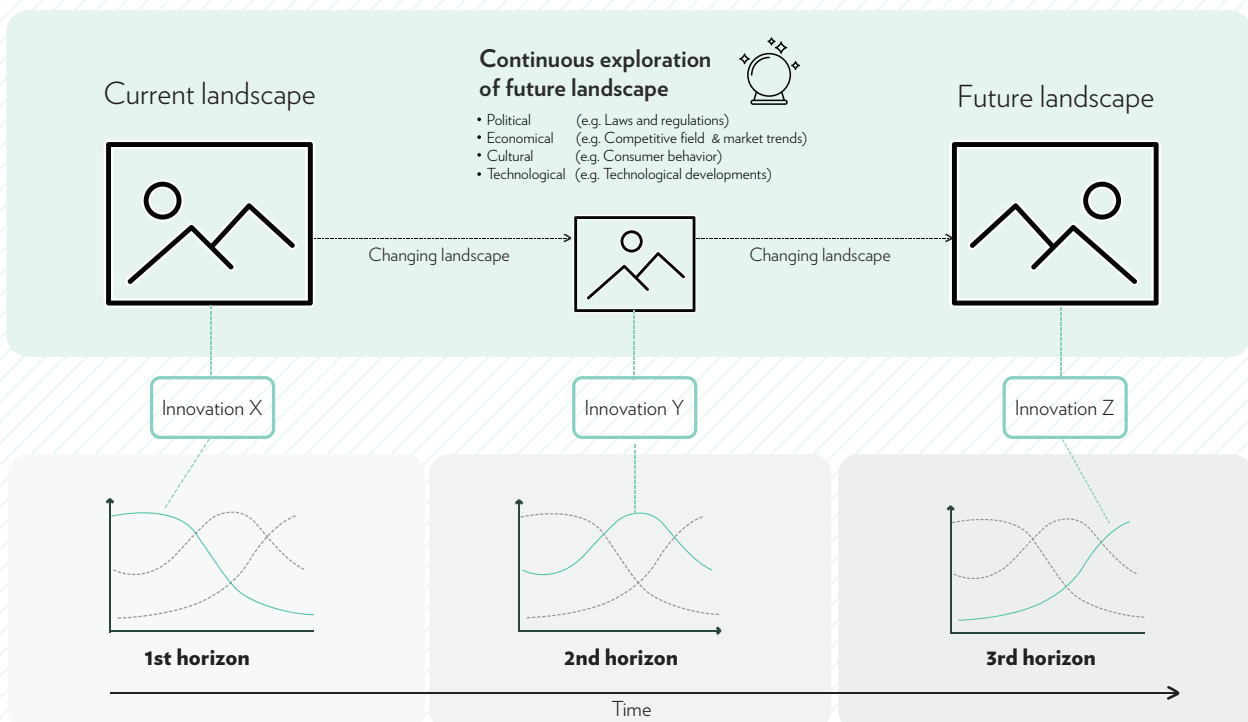 Continuous exploration
of future landscape
Current landscape
Future landscape
• Political (e.g. Laws and regulations)
• Economical (e.g. Competitive field & market trends)
• Cultural (e.g. Consumer behavior)
• Technological (e.g. Technological developments)
Changing landscape
Changing landscape
Innovation X
Innovation Y
Innovation Z
1st horizon
2nd horizon
3rd horizon
Time